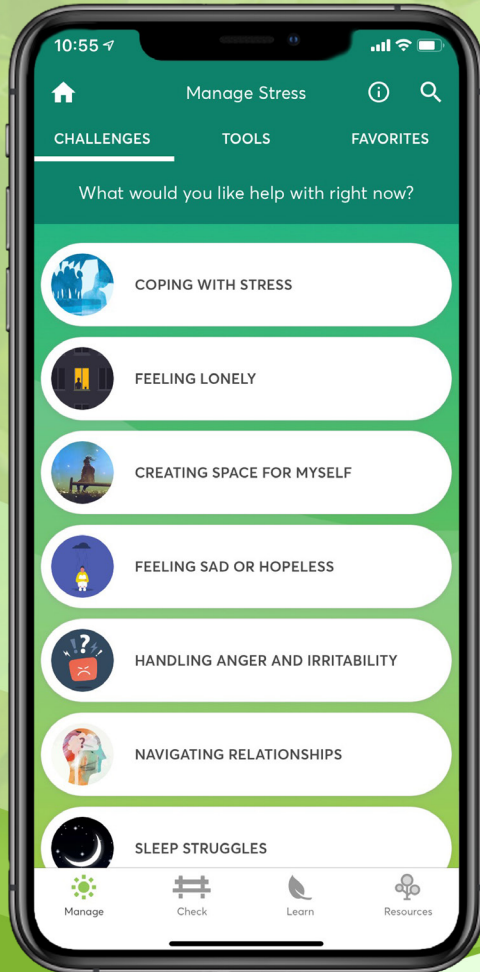 10:55
Manage Stress
CHALLENGES TOOLS FAVORITES
What would you like help with right now?
COPING WITH STRESS
FEELING LONELY
CREATING SPACE FOR MYSELF
FEELING SAD OR HOPELESS
!?
HANDLING ANGER AND IRRITABILITY
?
NAVIGATING RELATIONSHIPS
SLEEP STRUGGLES
Manage Check Learn Resources